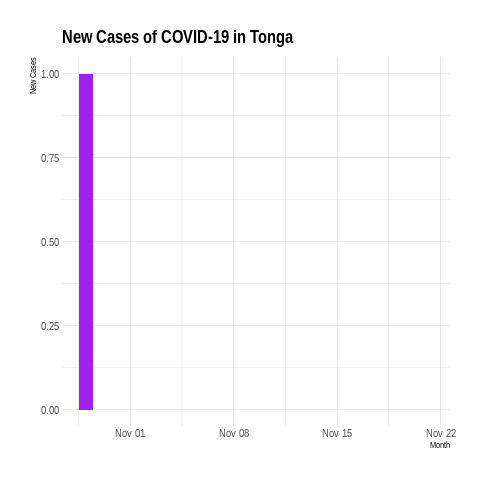 New Cases of COVID-19 in Tonga
New Cases
1.00
0.75
0.50
0.25
0.00
Nov 01 Nov 08 Nov 15 Nov 22
Month